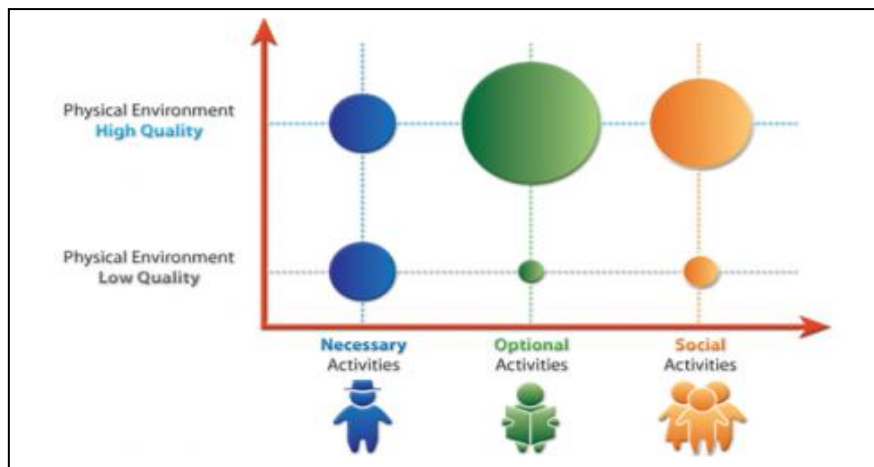 Physical Environment
High Quality
Physical Environment
Low Quality
Necessary
Activities
Optional
Activities
Social
Activities